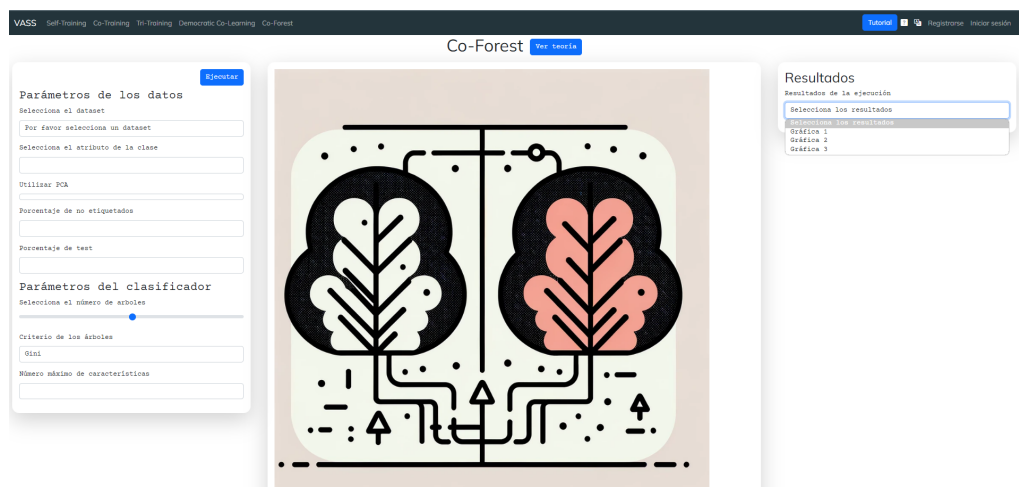 VASS Self-Training Co-Training Tri-Training Democratic Co-Learning Co-Forest Tutorial Registrarse Iniciar sesión
Co-Forest Ver teoría
Ejecutar
Parámetros de los datos
Selecciona el dataset
Por favor selecciona un dataset
Selecciona el atributo de la clase
Utilizar PCA
Porcentaje de no etiquetados
Porcentaje de test
Parámetros del clasificador
Selecciona el número de arboles
Criterio de los árboles
Gini
Número máximo de características
Resultados
Resultados de la ejecución
Selecciona los resultados
Selecciona los resultados
Gráfica 1
Gráfica 2
Gráfica 3